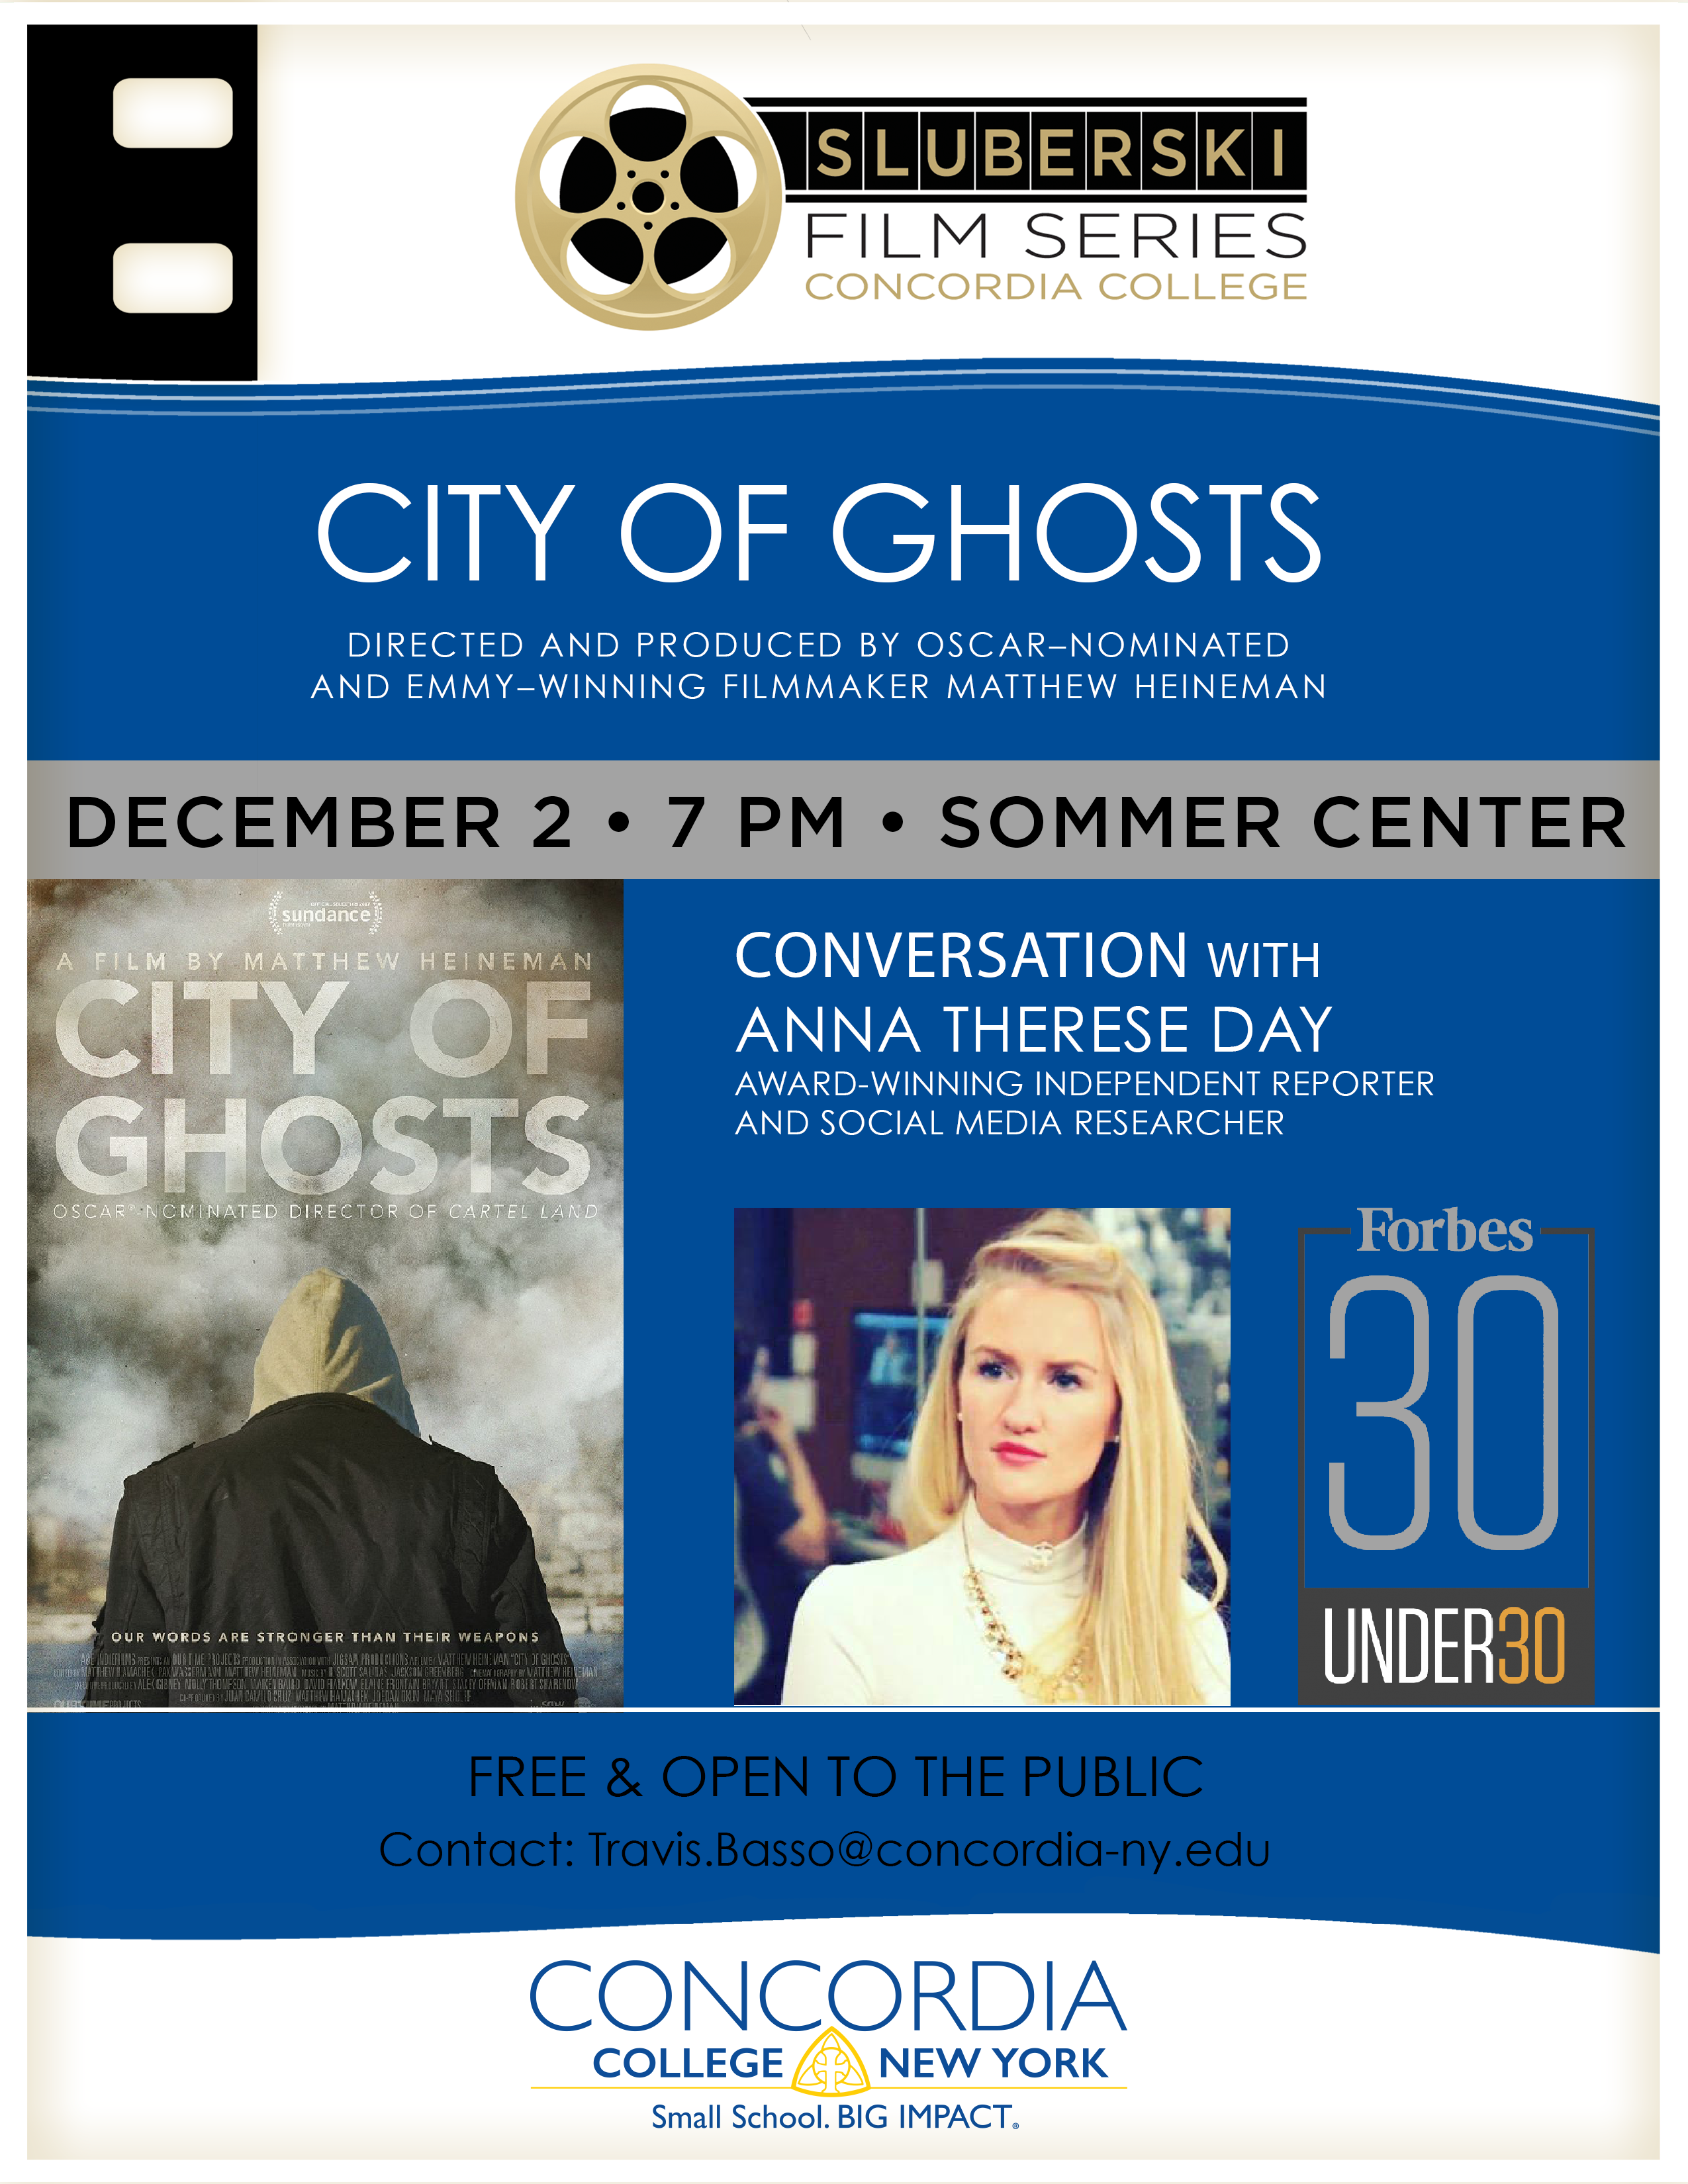 SLUBERSKI
FILM SERIES
CONCORDIA COLLEGE
CITY OF GHOSTS
DIRECTED AND PRODUCED BY OSCAR–NOMINATED
AND EMMY–WINNING FILMMAKER MATTHEW HEINEMAN
DECEMBER 2 • 7 PM • SOMMER CENTER
sundance
A FILM BY MATTHEW HEINEMAN
CITY OF
GHOSTS
OSCAR®-NOMINATED DIRECTOR OF CARTEL LAND
OUR WORDS ARE STRONGER THAN THEIR WEAPONS
CONVERSATION WITH
ANNA THERESE DAY
AWARD-WINNING INDEPENDENT REPORTER
AND SOCIAL MEDIA RESEARCHER
Forbes
30
UNDER30
FREE & OPEN TO THE PUBLIC
Contact: Travis.Basso@concordia-ny.edu
CONCORDIA
COLLEGE NEW YORK
Small School. BIG IMPACT.®